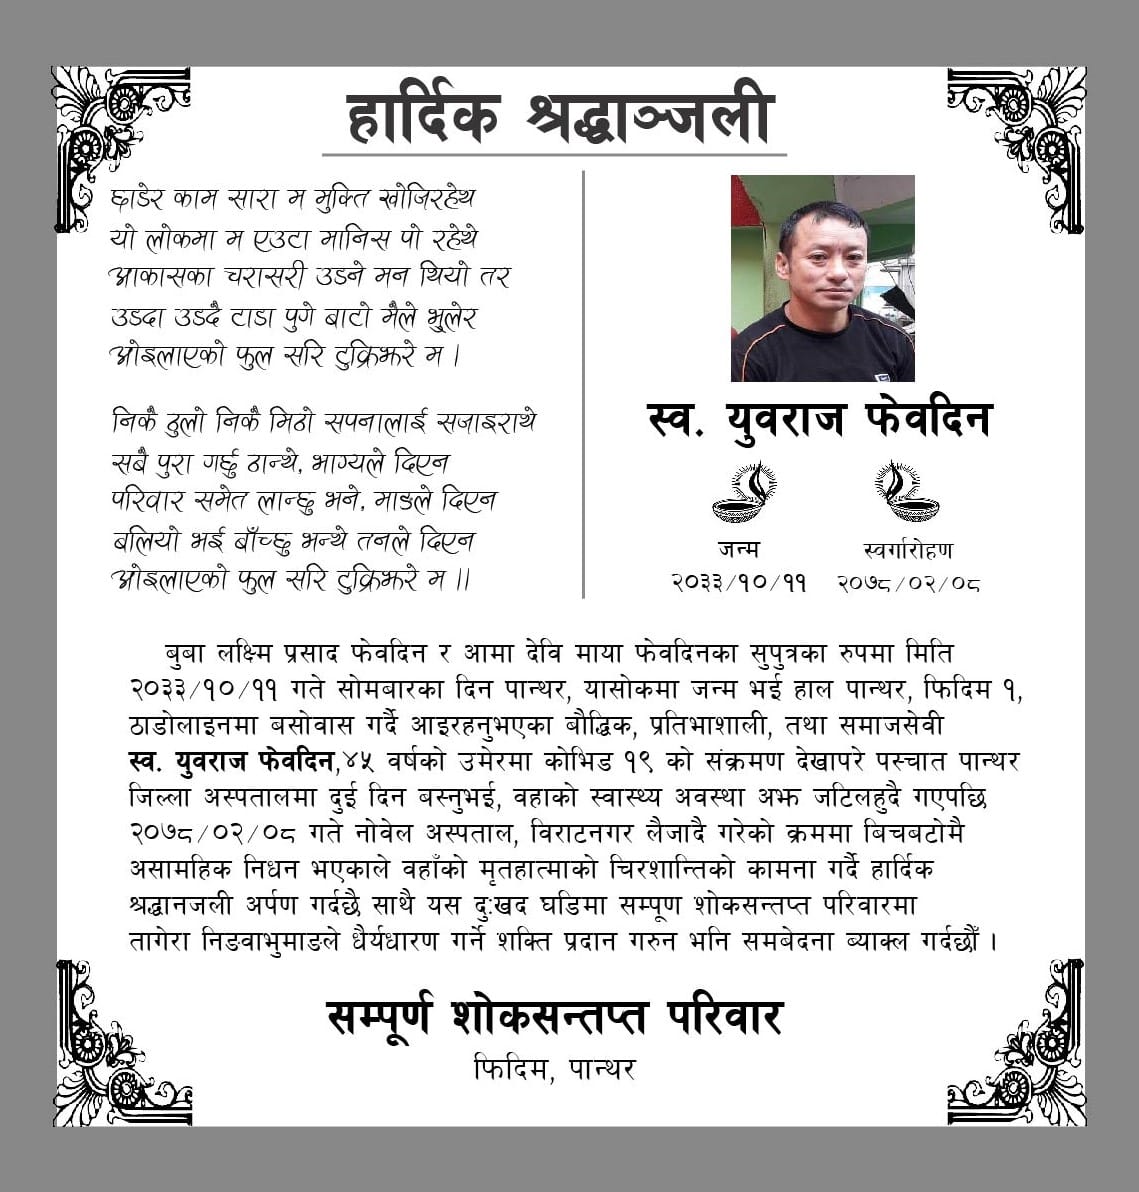 हार्दिक श्रद्धाञ्जली
छाडेर काम सारा म मुक्ति खोजिरहेथ
यो लोकमा म एउटा मानिस पो रहेथे
आकासका चरासरी उडने मन थियो तर
उडदा उडदै टाडा पुगे बाटो मैले भुलेर
ओइलाएको फुल सरि टुक्रिझरे म ।
निकै ठुलो निकै मिठो सपनालाई सजाइराथे
सबै पुरा गर्छु ठान्थे, भाग्यले दिएन
परिवार समेत लान्छु भने, माङले दिएन
बलियो भई बाँच्छु भन्थे तनले दिएन
ओइलाएको फुल सरि टुक्रिझरे म ।।
स्व. युवराज फेवदिन
जन्म
२०३३/१०/११
स्वर्गारोहण
२०७८/०२/०८
बुबा लक्ष्मि प्रसाद फेवदिन र आमा देवि माया फेवदिनका सुपुत्रका रुपमा मिति
२०३३/१०/११ गते सोमबारका दिन पान्थर, यासोकमा जन्म भई हाल पान्थर, फिदिम १,
ठाडोलाइनमा बसोवास गर्दै आइरहनुभएका बौद्धिक, प्रतिभाशाली, तथा समाजसेवी
स्व. युवराज फेवदिन,४५ वर्षको उमेरमा कोभिड १९ को संक्रमण देखापरे पस्चात पान्थर
जिल्ला अस्पतालमा दुई दिन बस्नुभई, वहाको स्वास्थ्य अवस्था अझ जटिलहुदै गएपछि
२०७८/०२/०८ गते नोवेल अस्पताल, विराटनगर लैजादै गरेको क्रममा बिचबटोमै
असामहिक निधन भएकाले वहाँको मृतहात्माको चिरशान्तिको कामना गर्दै हार्दिक
श्रद्धानजली अर्पण गर्दछै साथै यस दुःखद घडिमा सम्पूण शोकसन्तप्त परिवारमा
तागेरा निङवाभुमाङले धैर्यधारण गर्ने शक्ति प्रदान गरुन भनि समबेदना ब्याक्ल गर्दछौँ ।
सम्पूर्ण शोकसन्तप्त परिवार
फिदिम, पान्थर